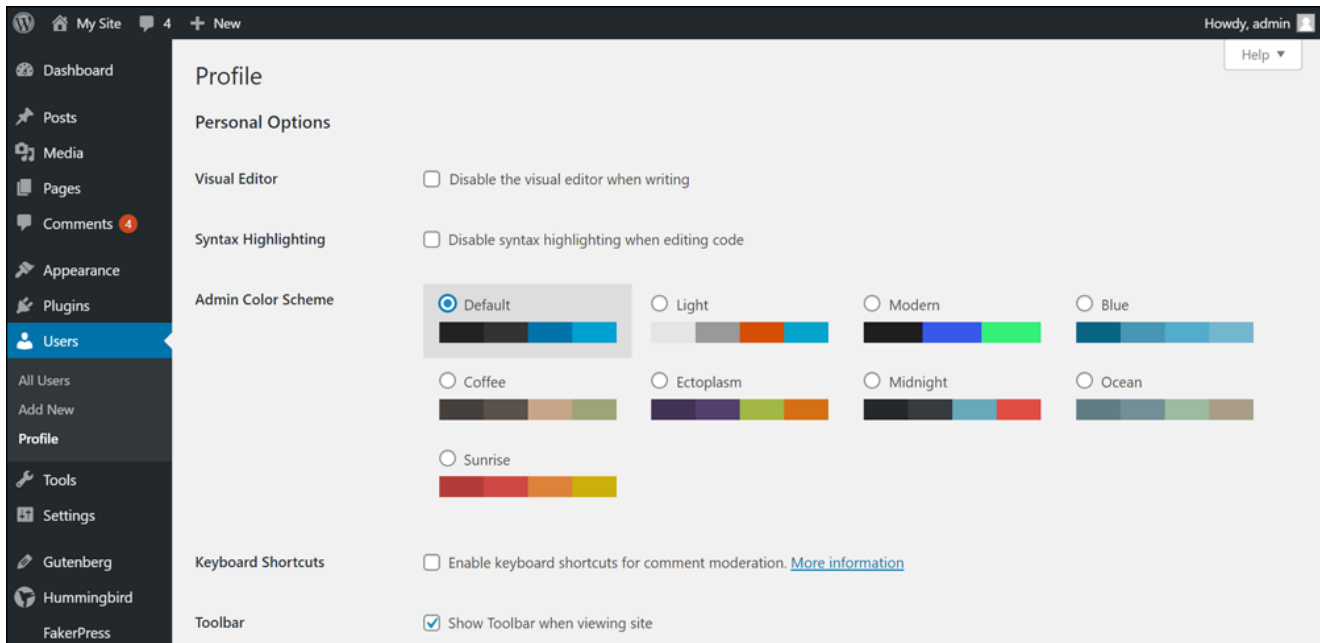 My Site 4 New Howdy, admin
Help ▼
Dashboard
Posts
Media
Pages
Comments 4
Appearance
Plugins
Users
All Users
Add New
Profile
Tools
Settings
Gutenberg
Hummingbird
FakerPress
Profile
Personal Options
Visual Editor Disable the visual editor when writing
Syntax Highlighting Disable syntax highlighting when editing code
Admin Color Scheme Default Light Modern Blue
Coffee Ectoplasm Midnight Ocean
Sunrise
Keyboard Shortcuts Enable keyboard shortcuts for comment moderation. More information
Toolbar Show Toolbar when viewing site